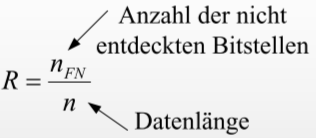 Anzahl der nicht
entdeckten Bitstellen
R = n_FN / n
Datenlänge